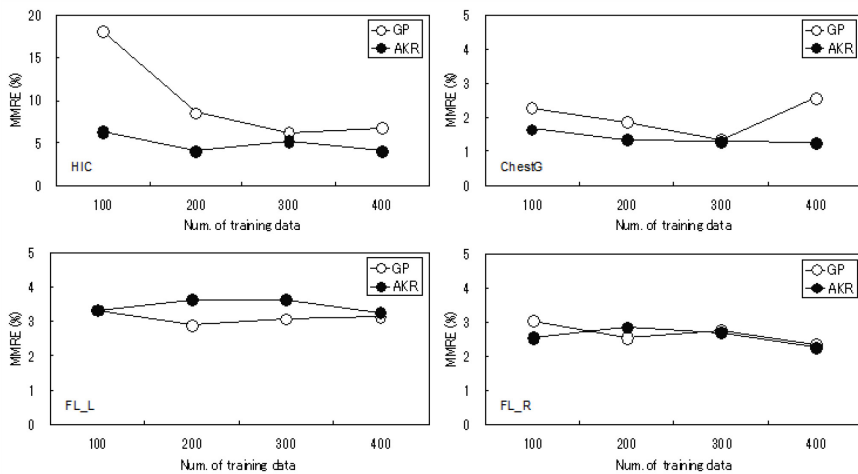 20
15
10
5
0
MMRE (%)
GP
AKR
HIC
100 200 300 400
Num. of training data
5
4
3
2
1
0
MMRE (%)
GP
AKR
ChestG
100 200 300 400
Num. of training data
5
4
3
2
1
0
MMRE (%)
GP
AKR
FL_L
100 200 300 400
Num. of training data
5
4
3
2
1
0
MMRE (%)
GP
AKR
FL_R
100 200 300 400
Num. of training data